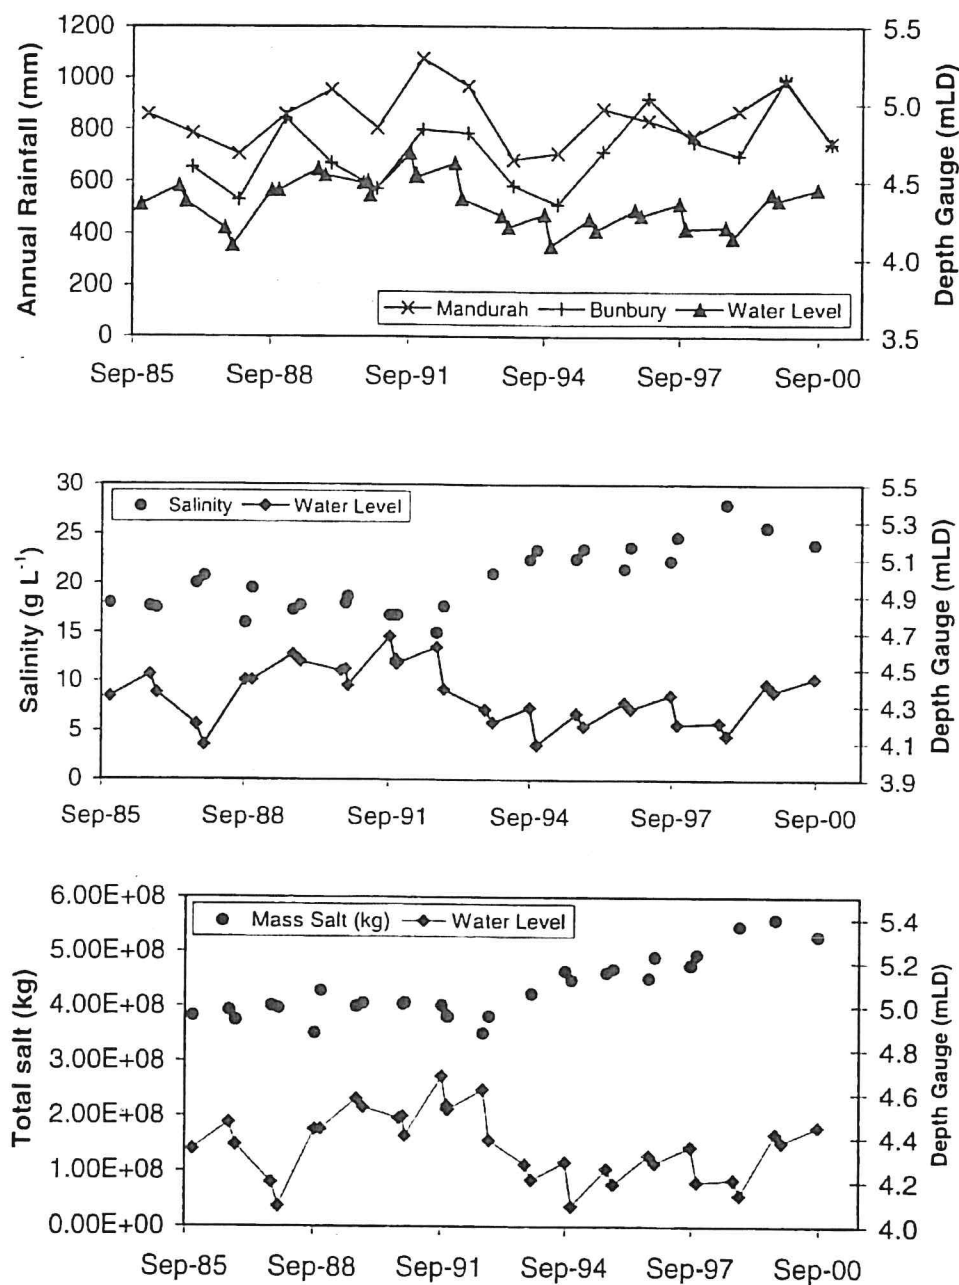 Annual Rainfall (mm)
1200
1000
800
600
400
200
0
5.5
5.0
4.5
4.0
3.5
Depth Gauge (mLD)
Mandurah Bunbury Water Level
Sep-85 Sep-88 Sep-91 Sep-94 Sep-97 Sep-00
Salinity (g L⁻¹)
30
25
20
15
10
5
0
Salinity Water Level
5.5
5.3
5.1
4.9
4.7
4.5
4.3
4.1
3.9
Depth Gauge (mLD)
Sep-85 Sep-88 Sep-91 Sep-94 Sep-97 Sep-00
Total salt (kg)
6.00E+08
5.00E+08
4.00E+08
3.00E+08
2.00E+08
1.00E+08
0.00E+00
Mass Salt (kg) Water Level
5.4
5.2
5.0
4.8
4.6
4.4
4.2
4.0
Depth Gauge (mLD)
Sep-85 Sep-88 Sep-91 Sep-94 Sep-97 Sep-00